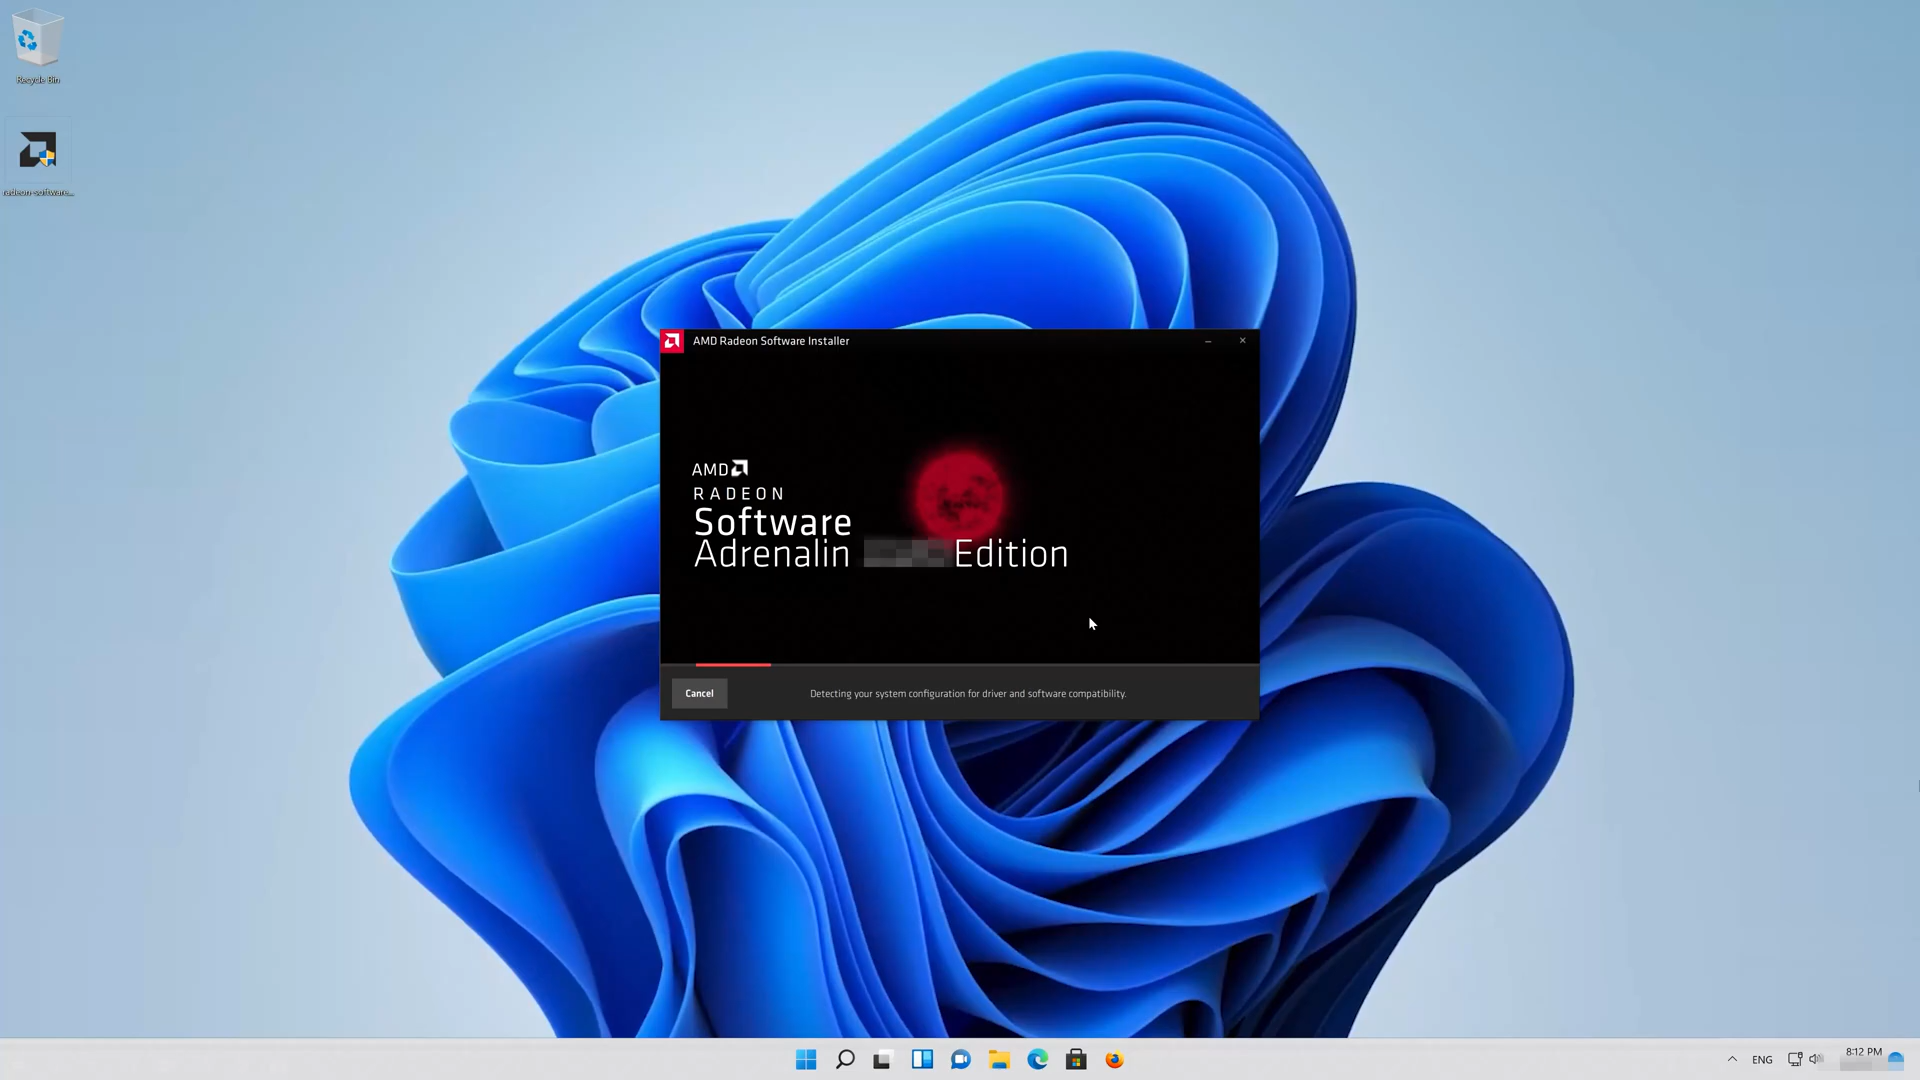 Recycle Bin
radeon-software...
AMD Radeon Software Installer
AMD
RADEON
Software
Adrenalin Edition
Cancel
Detecting your system configuration for driver and software compatibility.
ENG
8:12 PM